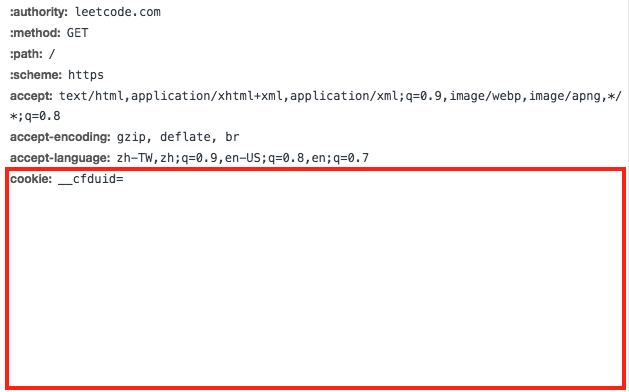 :authority: leetcode.com
:method: GET
:path: /
:scheme: https
accept: text/html,application/xhtml+xml,application/xml;q=0.9,image/webp,image/apng,*/
*;q=0.8
accept-encoding: gzip, deflate, br
accept-language: zh-TW,zh;q=0.9,en-US;q=0.8,en;q=0.7
cookie: __cfduid=